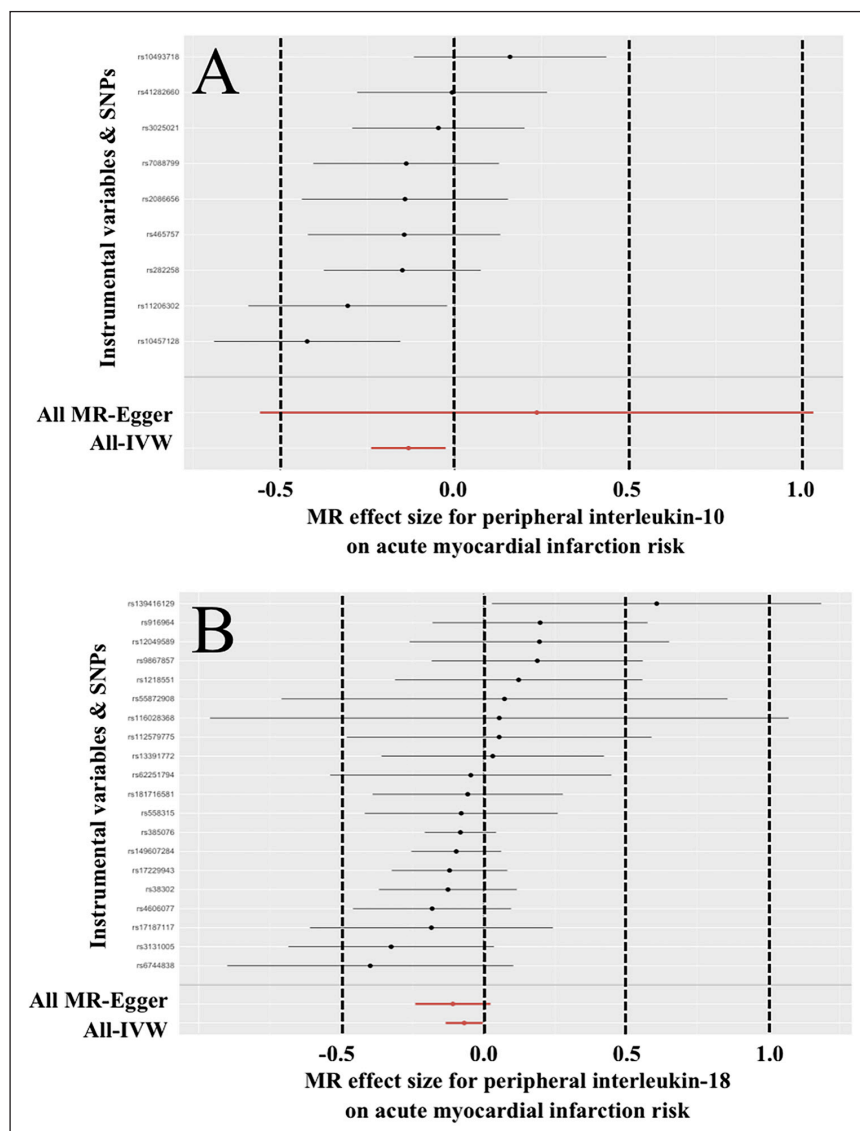 A
Instrumental variables & SNPs
rs10493718
rs41282660
rs3025021
rs7088799
rs2086656
rs465757
rs282258
rs11206302
rs10457128
All MR-Egger
All-IVW
-0.5 0.0 0.5 1.0
MR effect size for peripheral interleukin-10
on acute myocardial infarction risk
B
Instrumental variables & SNPs
rs139416129
rs916964
rs12049589
rs9867857
rs1218551
rs55872908
rs116028368
rs112579775
rs13391772
rs62251794
rs181716581
rs558315
rs385076
rs149607284
rs17229943
rs38302
rs4606077
rs17187117
rs3131005
rs6744838
All MR-Egger
All-IVW
-0.5 0.0 0.5 1.0
MR effect size for peripheral interleukin-18
on acute myocardial infarction risk